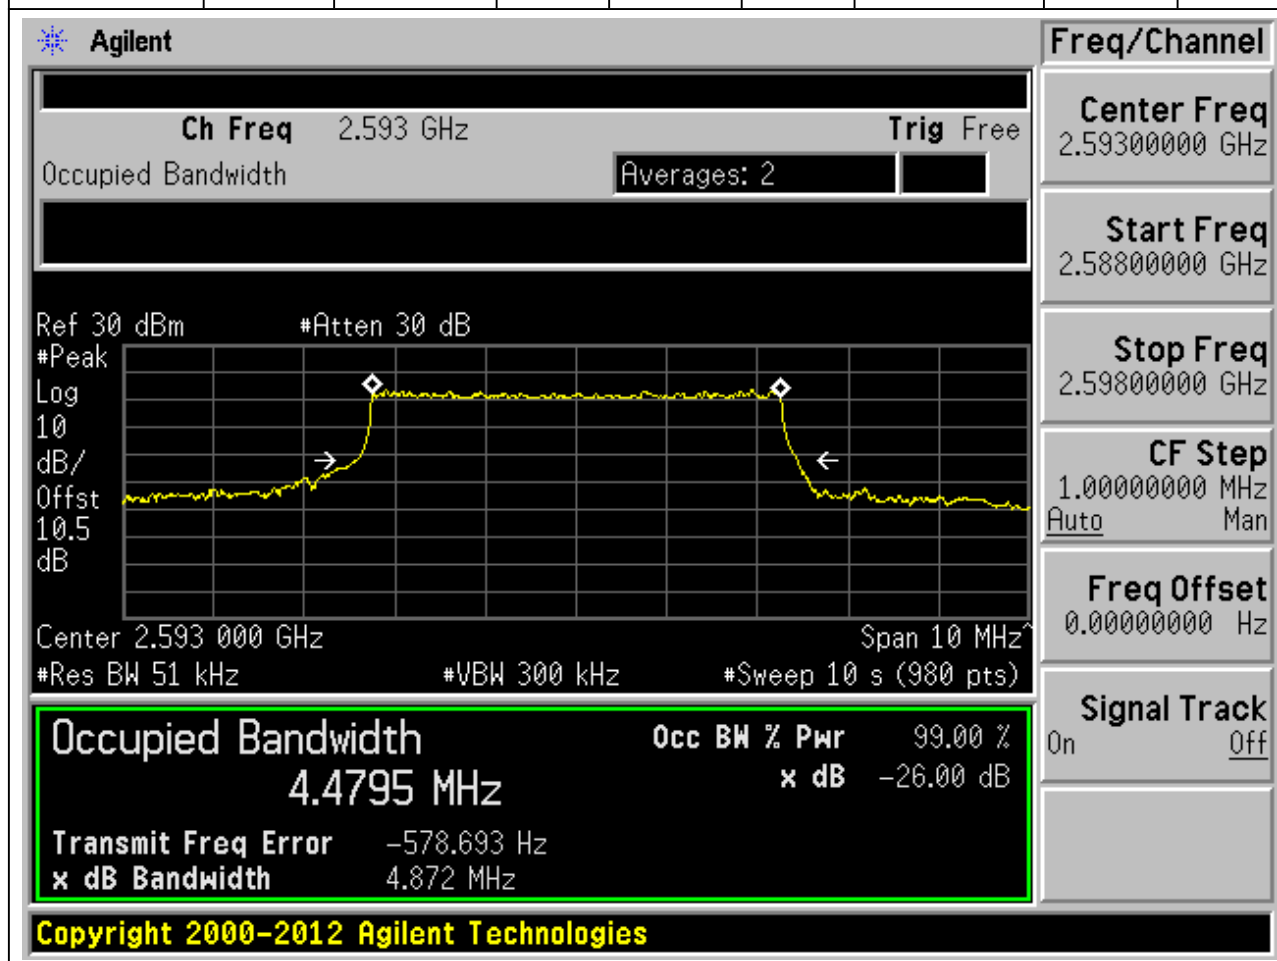 Agilent
Freq/Channel
Ch Freq 2.593 GHz Trig Free
Occupied Bandwidth Averages: 2
Center Freq
2.59300000 GHz
Start Freq
2.58800000 GHz
Stop Freq
2.59800000 GHz
CF Step
1.00000000 MHz
Auto Man
Freq Offset
0.00000000 Hz
Signal Track
On Off
Ref 30 dBm #Atten 30 dB
#Peak
Log
10
dB/
Offst
10.5
dB
Center 2.593 000 GHz Span 10 MHz^
#Res BW 51 kHz #VBW 300 kHz #Sweep 10 s (980 pts)
Occupied Bandwidth Occ BW % Pwr 99.00 %
4.4795 MHz x dB -26.00 dB
Transmit Freq Error -578.693 Hz
x dB Bandwidth 4.872 MHz
Copyright 2000-2012 Agilent Technologies